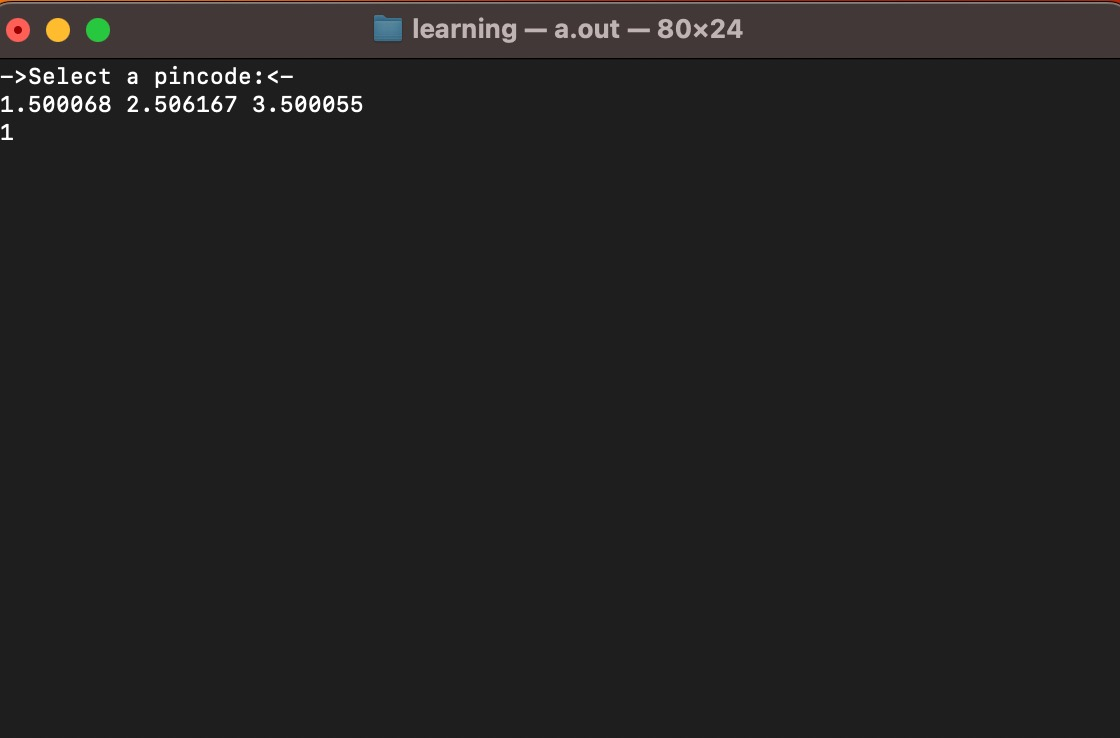 learning — a.out — 80×24
->Select a pincode:<-
1.500068 2.506167 3.500055
1